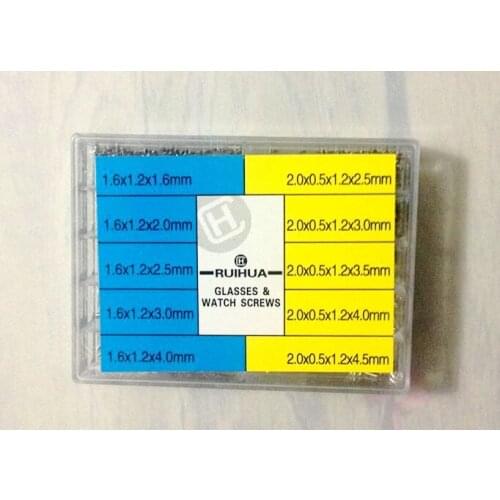 1.6x1.2x1.6mm
1.6x1.2x2.0mm
1.6x1.2x2.5mm
1.6x1.2x3.0mm
1.6x1.2x4.0mm
RUIHUA
GLASSES &
WATCH SCREWS
2.0x0.5x1.2x2.5mm
2.0x0.5x1.2x3.0mm
2.0x0.5x1.2x3.5mm
2.0x0.5x1.2x4.0mm
2.0x0.5x1.2x4.5mm